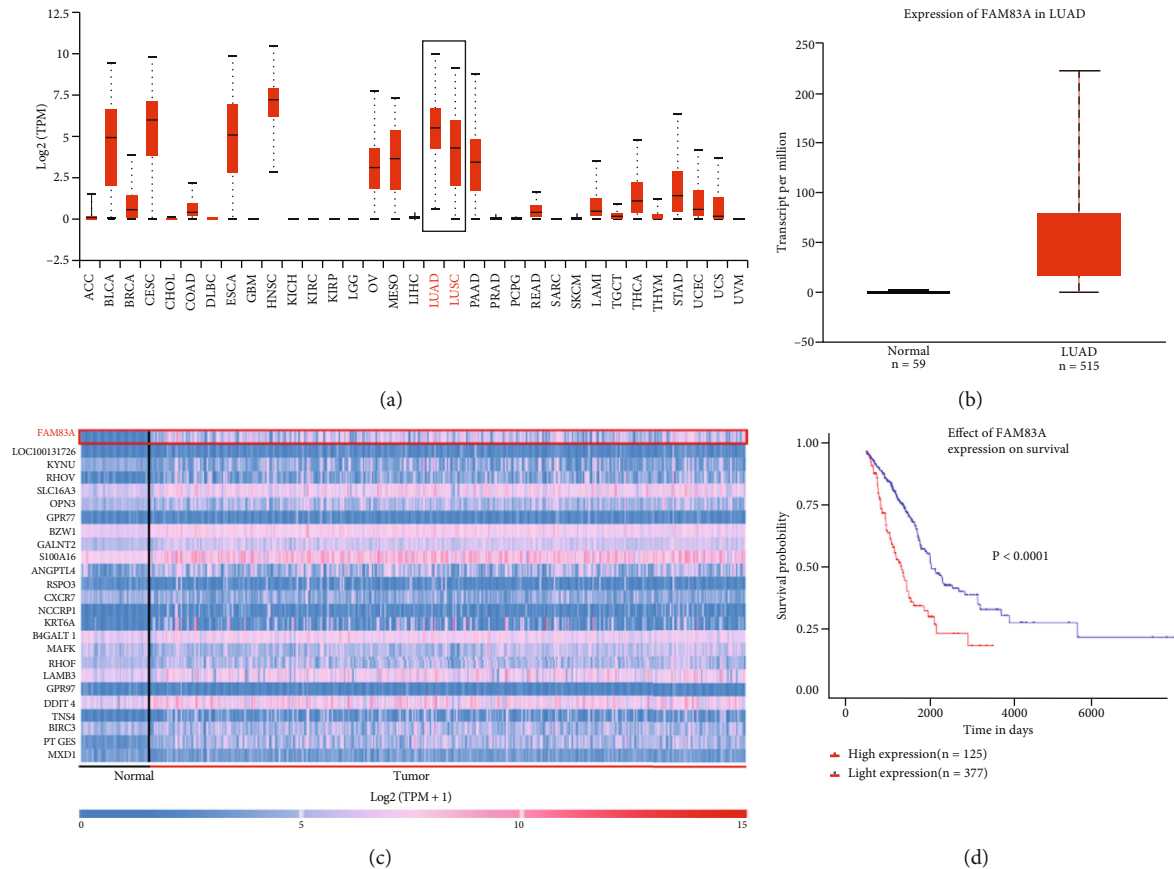 12.5
10
7.5
5
2.5
0
−2.5
Log2 (TPM)
ACC
BLCA
BRCA
CESC
CHOL
COAD
DLBC
ESCA
GBM
HNSC
KICH
KIRC
KIRP
LGG
OV
MESO
LIHC
LUAD
LUSC
PAAD
PRAD
PCPG
READ
SARC
SKCM
LAMI
TGCT
THCA
THYM
STAD
UCEC
UCS
UVM
(a)
Expression of FAM83A in LUAD
250
200
150
100
50
0
−50
Transcript per million
Normal
n = 59
LUAD
n = 515
(b)
FAM83A
LOC100131726
KYNU
RHOV
SLC16A3
OPN3
GPR77
BZW1
GALNT2
S100A16
ANGPTL4
RSPO3
CXCR7
NCCRP1
KRT6A
B4GALT 1
MAFK
RHOF
LAMB3
GPR97
DDIT 4
TNS4
BIRC3
PT GES
MXD1
Normal
Tumor
Log2 (TPM + 1)
0
5
10
15
(c)
Effect of FAM83A
expression on survival
1.00
0.75
0.50
0.25
0.00
Survival probobility
P < 0.0001
0
2000
4000
6000
Time in days
High expression(n = 125)
Light expression(n = 377)
(d)